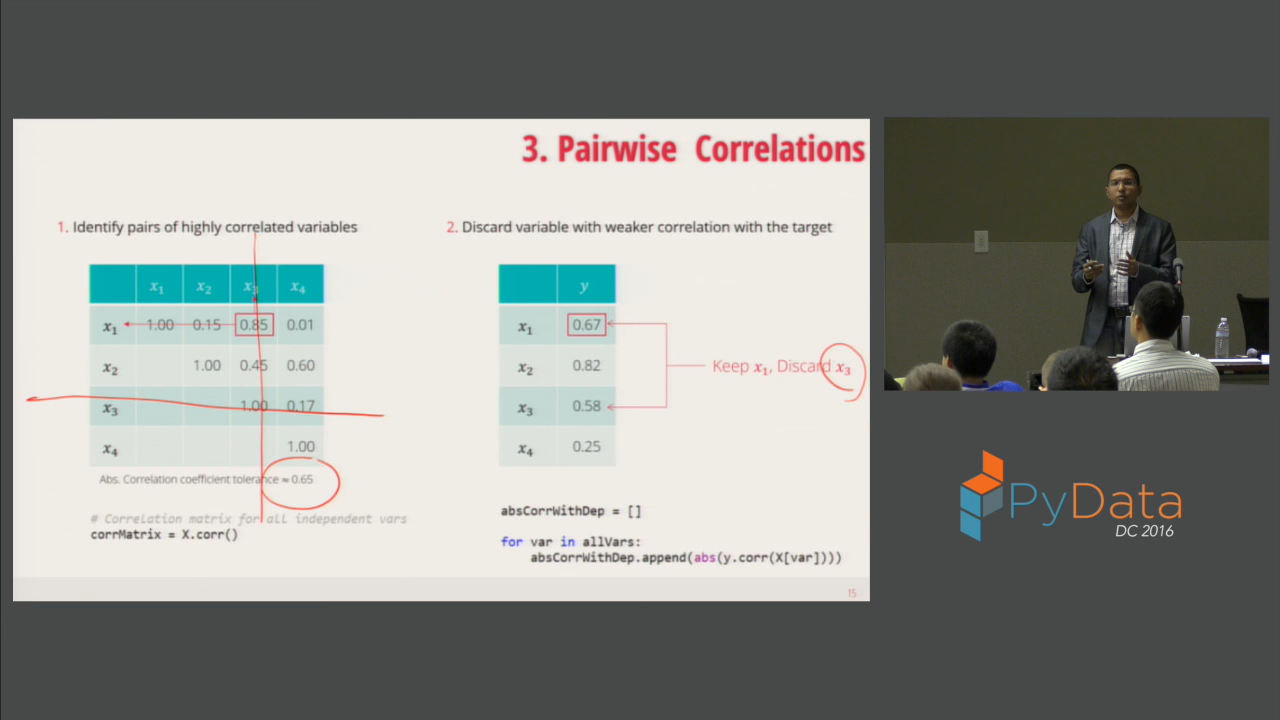 3. Pairwise Correlations
1. Identify pairs of highly correlated variables
2. Discard variable with weaker correlation with the target
x1 x2 x3 x4
x1 1.00 0.15 0.85 0.01
x2 1.00 0.45 0.60
x3 1.00 0.17
x4 1.00
Abs. Correlation coefficient tolerance = 0.65
# Correlation matrix for all independent vars
corrMatrix = X.corr()
y
x1 0.67
x2 0.82
x3 0.58
x4 0.25
Keep x1, Discard x3
absCorrWithDep = []
for var in allVars:
absCorrWithDep.append(abs(y.corr(X[var])))
15
PyData
DC 2016